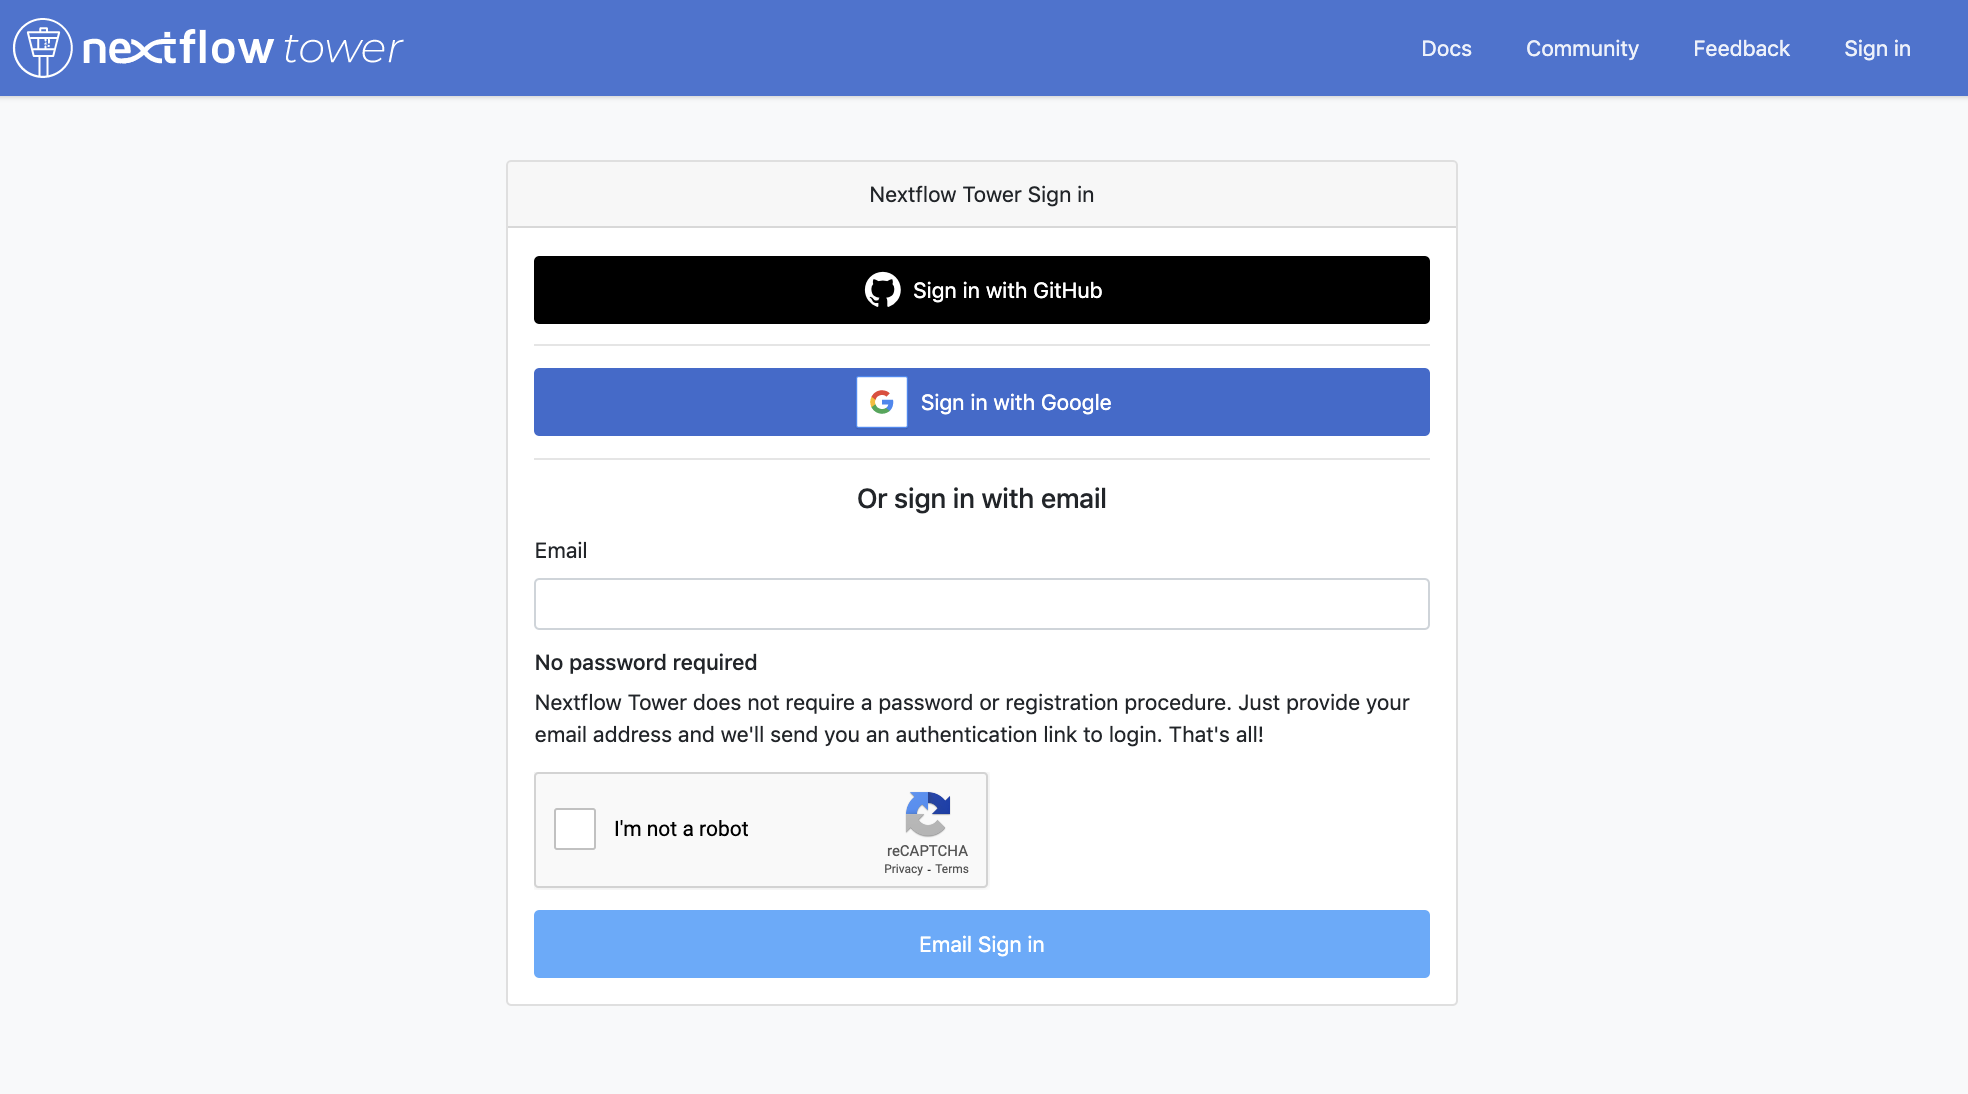 nextflow tower
Docs
Community
Feedback
Sign in
Nextflow Tower Sign in
Sign in with GitHub
Sign in with Google
Or sign in with email
Email
No password required
Nextflow Tower does not require a password or registration procedure. Just provide your
email address and we'll send you an authentication link to login. That's all!
I'm not a robot
reCAPTCHA
Privacy - Terms
Email Sign in